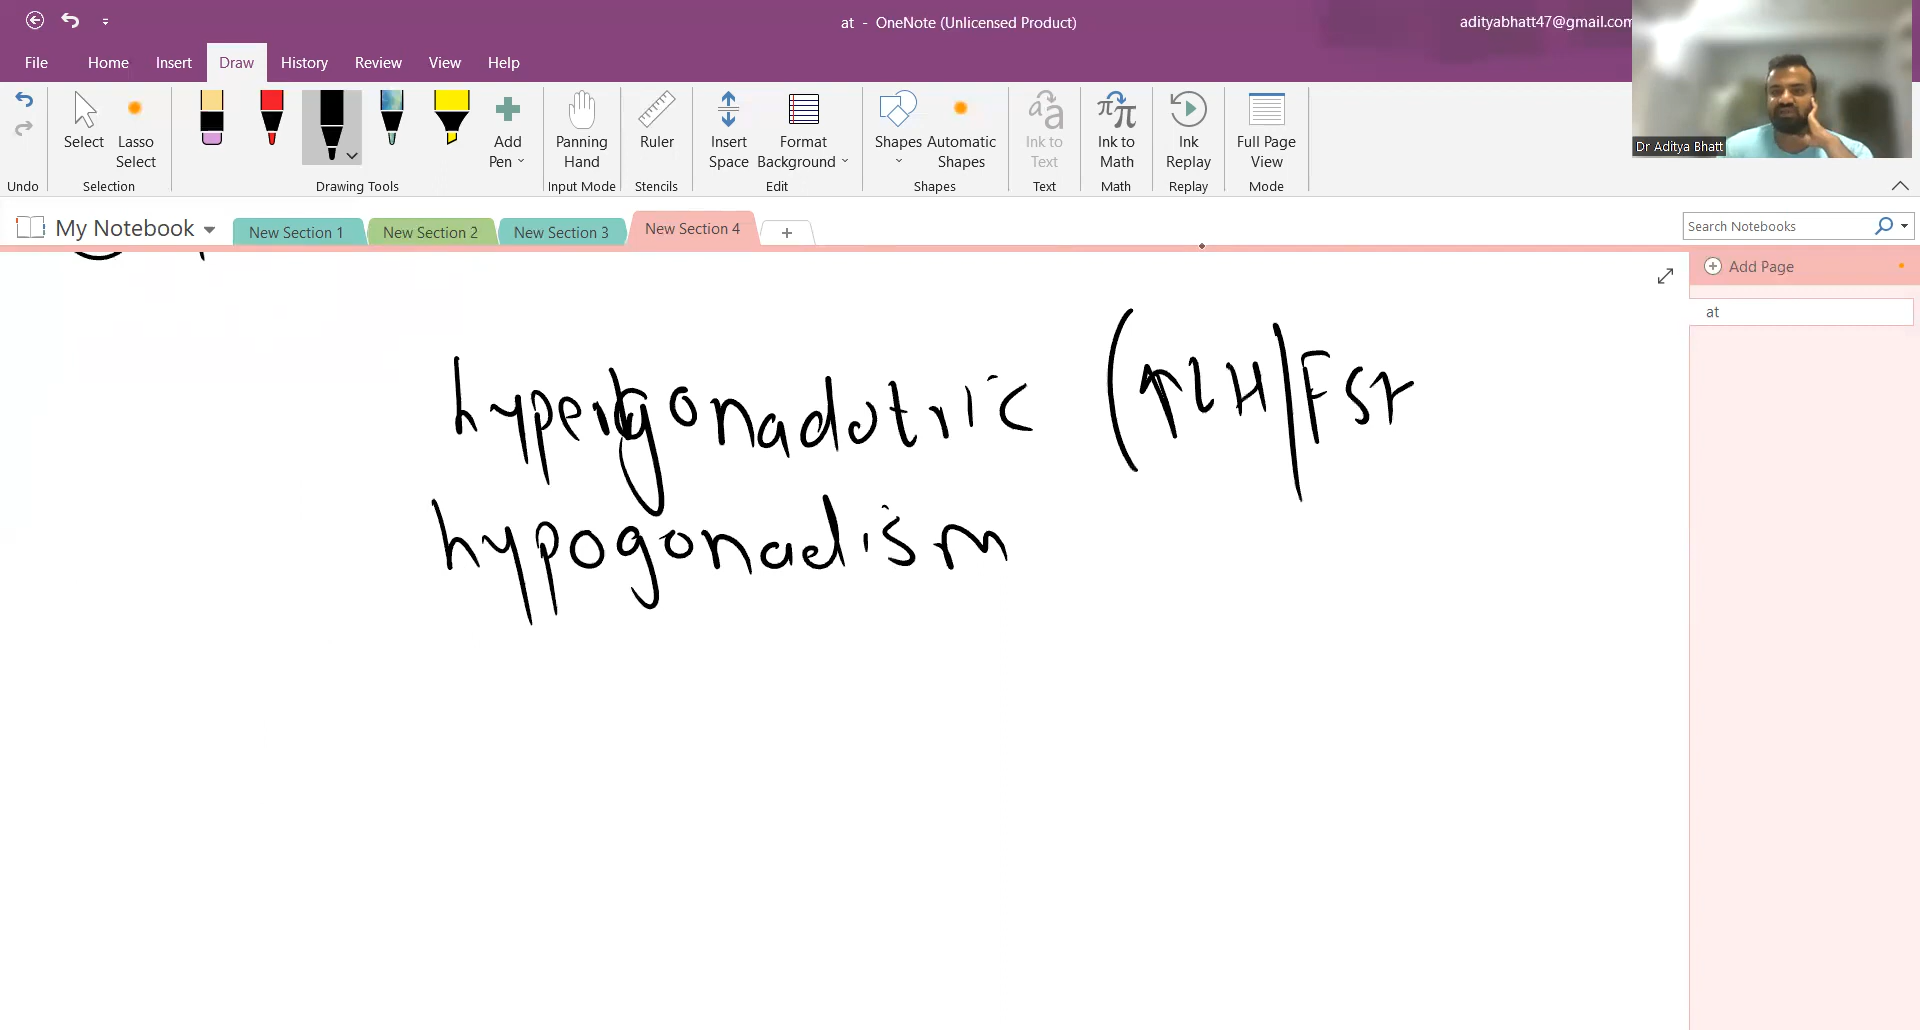 at - OneNote (Unlicensed Product)
adityabhatt47@gmail.com
File Home Insert Draw History Review View Help
Select
Lasso Select
Add Pen
Panning Hand
Ruler
Insert Space
Format Background
Shapes
Automatic Shapes
Ink to Text
Ink to Math
Ink Replay
Full Page View
Undo Selection Drawing Tools Input Mode Stencils Edit Shapes Text Math Replay Mode
Dr Aditya Bhatt
My Notebook New Section 1 New Section 2 New Section 3 New Section 4
Search Notebooks
Add Page
at
hypergonadotric (↑LH/FSH
hypogonadism